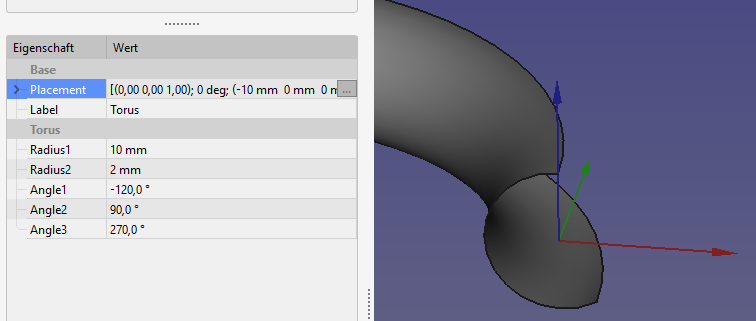 Eigenschaft Wert
Base
Placement [(0,00 0,00 1,00); 0 deg; (-10 mm 0 mm 0 m ...
Label Torus
Torus
Radius1 10 mm
Radius2 2 mm
Angle1 -120,0 °
Angle2 90,0 °
Angle3 270,0 °